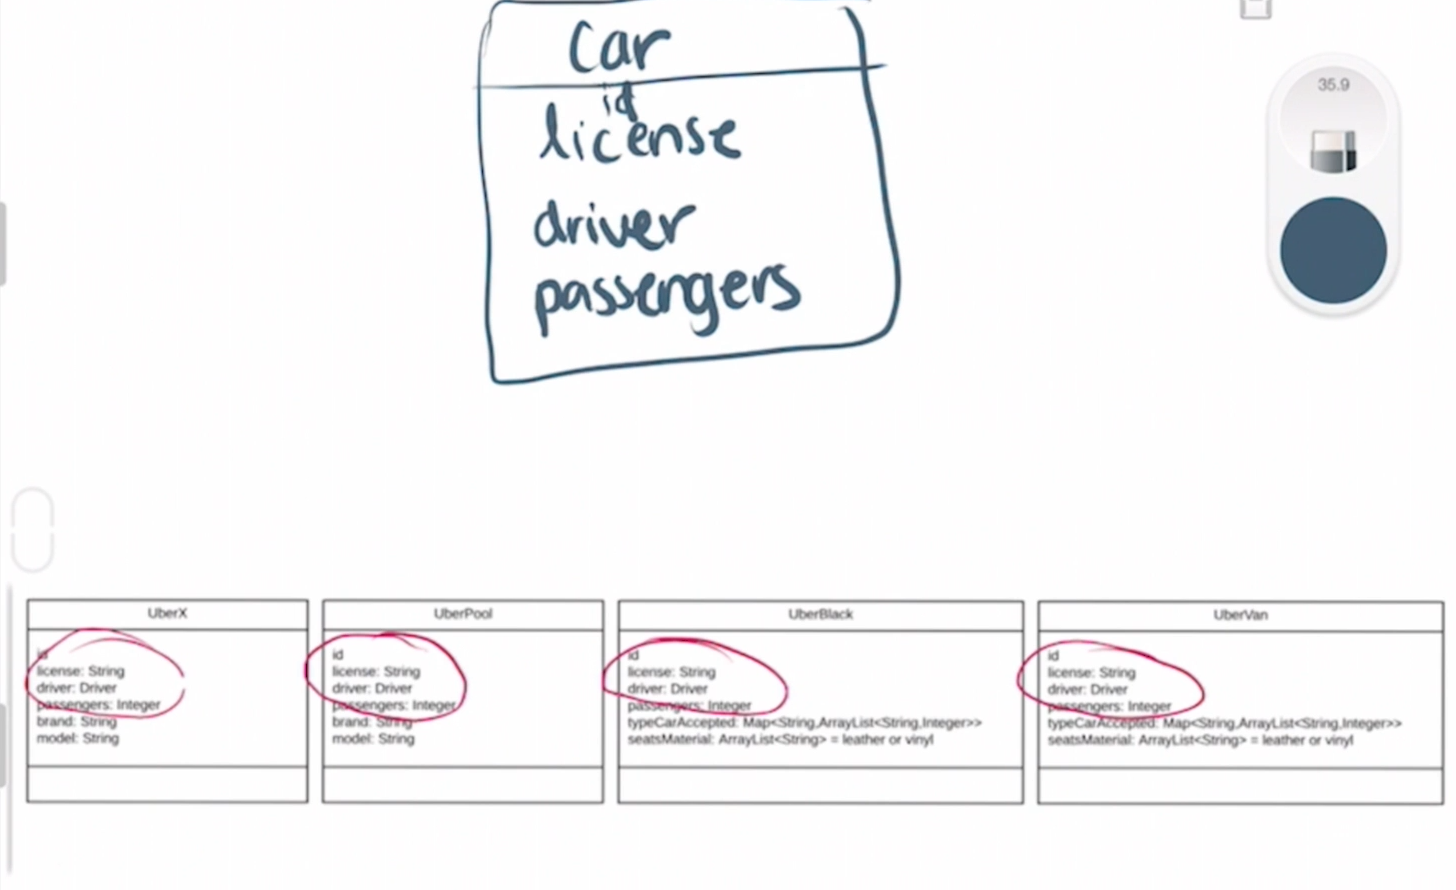 Car
id
license
driver
passengers
35.9
UberX
id
license: String
driver: Driver
passengers: Integer
brand: String
model: String
UberPool
id
license: String
driver: Driver
passengers: Integer
brand: String
model: String
UberBlack
id
license: String
driver: Driver
passengers: Integer
typeCarAccepted: Map<String,ArrayList<String,Integer>>
seatsMaterial: ArrayList<String> = leather or vinyl
UberVan
id
license: String
driver: Driver
passengers: Integer
typeCarAccepted: Map<String,ArrayList<String,Integer>>
seatsMaterial: ArrayList<String> = leather or vinyl